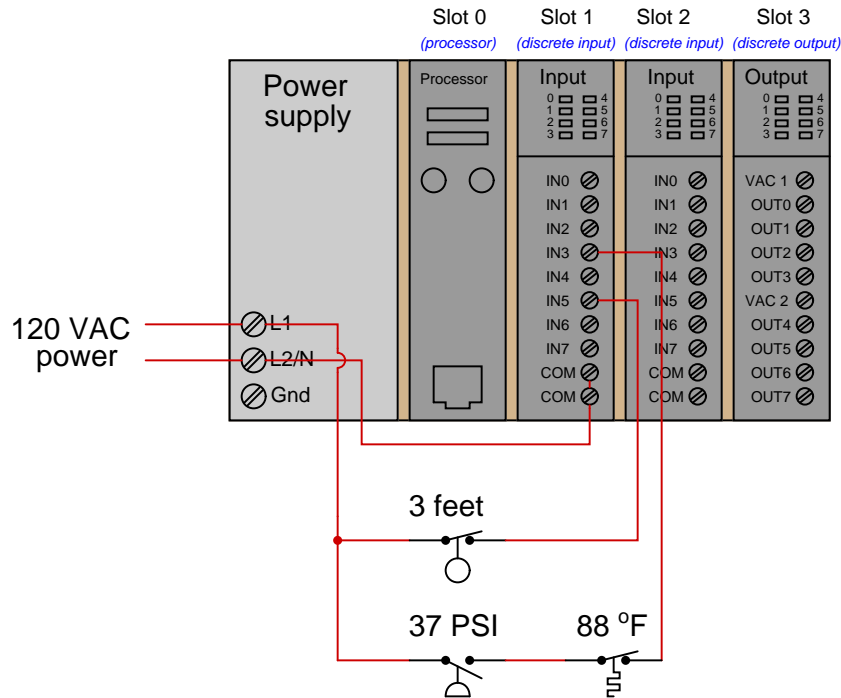 Slot 0 Slot 1 Slot 2 Slot 3
(processor) (discrete input) (discrete input) (discrete output)
Power
supply
Processor
Input
0 4
1 5
2 6
3 7
IN0
IN1
IN2
IN3
IN4
IN5
IN6
IN7
COM
COM
Input
0 4
1 5
2 6
3 7
IN0
IN1
IN2
IN3
IN4
IN5
IN6
IN7
COM
COM
Output
0 4
1 5
2 6
3 7
VAC 1
OUT0
OUT1
OUT2
OUT3
VAC 2
OUT4
OUT5
OUT6
OUT7
120 VAC
power
L1
L2/N
Gnd
3 feet
37 PSI
88 °F